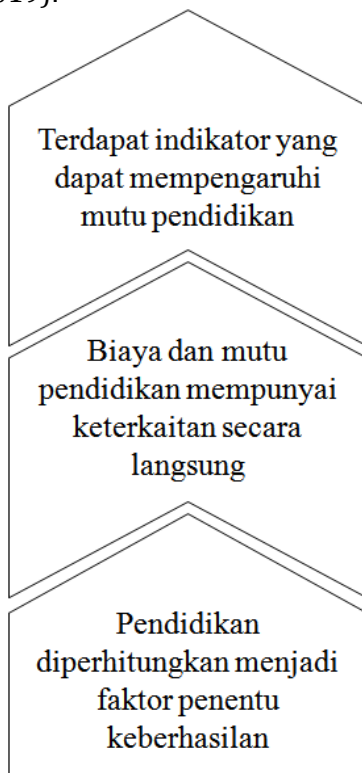 Terdapat indikator yang
dapat mempengaruhi
mutu pendidikan
Biaya dan mutu
pendidikan mempunyai
keterkaitan secara
langsung
Pendidikan
diperhitungkan menjadi
faktor penentu
keberhasilan